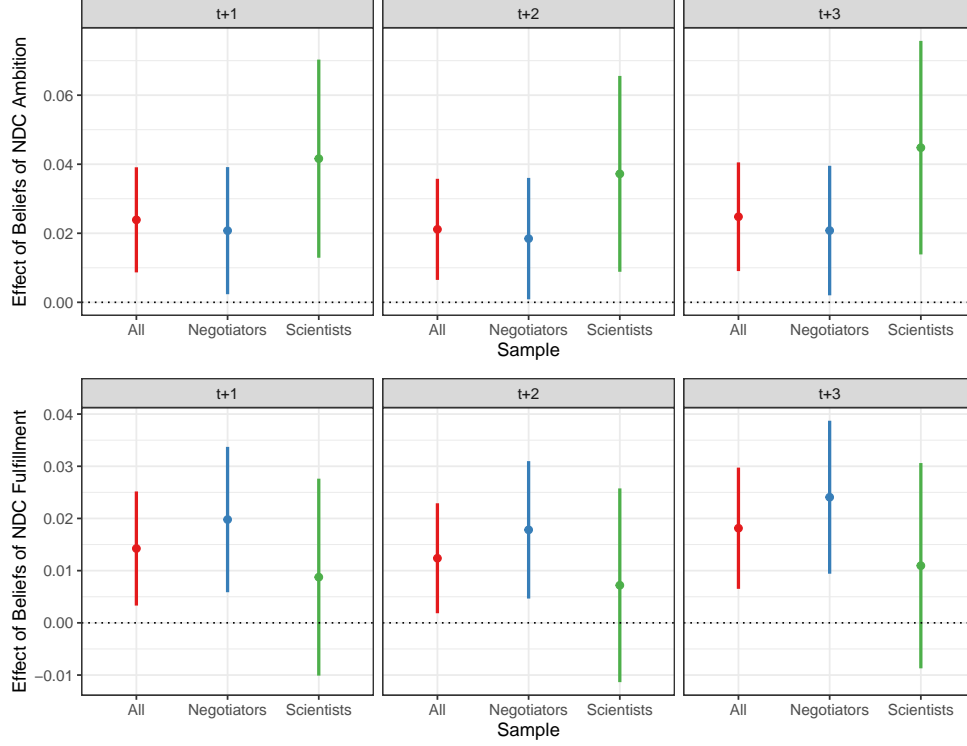 t+1 t+2 t+3
Effect of Beliefs of NDC Ambition
0.06
0.04
0.02
0.00
All Negotiators Scientists All Negotiators Scientists All Negotiators Scientists
Sample
t+1 t+2 t+3
Effect of Beliefs of NDC Fulfillment
0.04
0.03
0.02
0.01
0.00
−0.01
All Negotiators Scientists All Negotiators Scientists All Negotiators Scientists
Sample